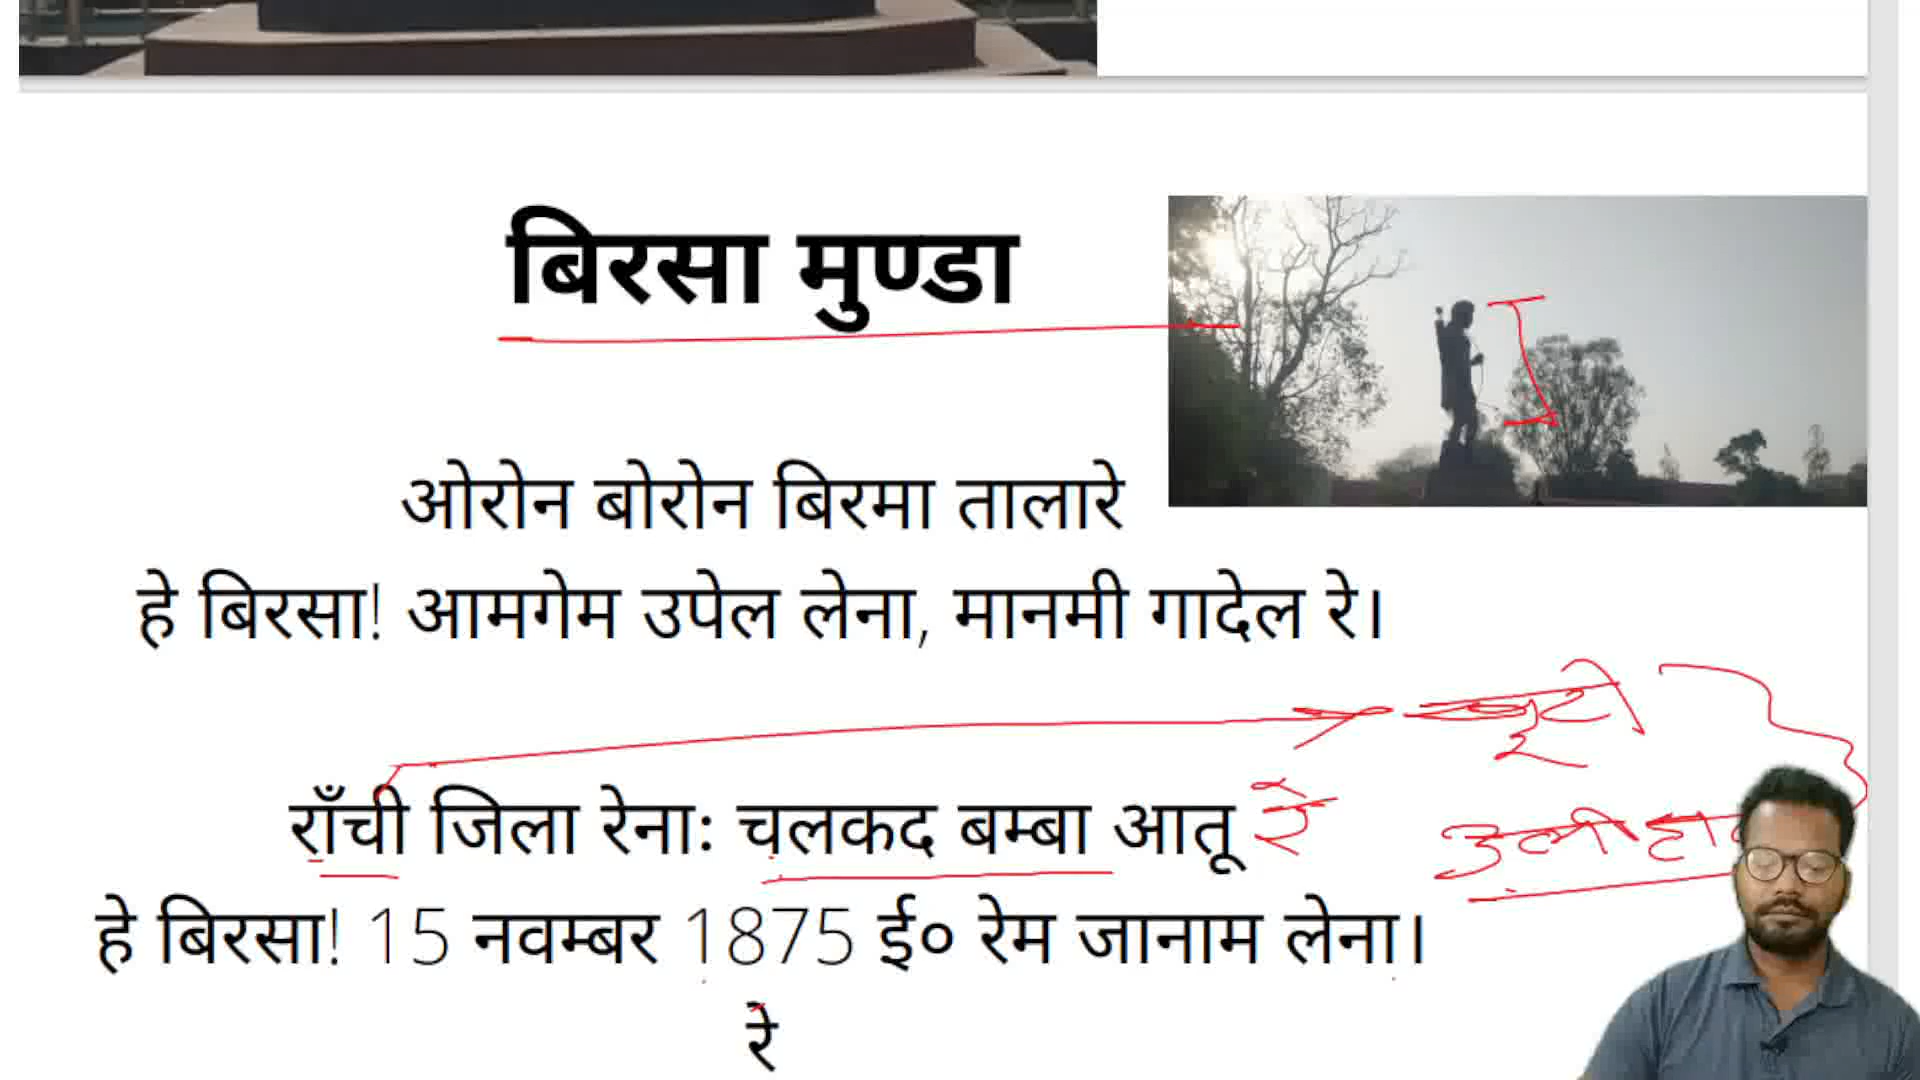 बिरसा मुण्डा
ओरोन बोरोन बिरमा तालारे
हे बिरसा! आमगेम उपेल लेना, मानमी गादेल रे।
राँची जिला रेनाः चलकद बम्बा आतू रे
हे बिरसा! 15 नवम्बर 1875 ई० रेम जानाम लेना।
रे